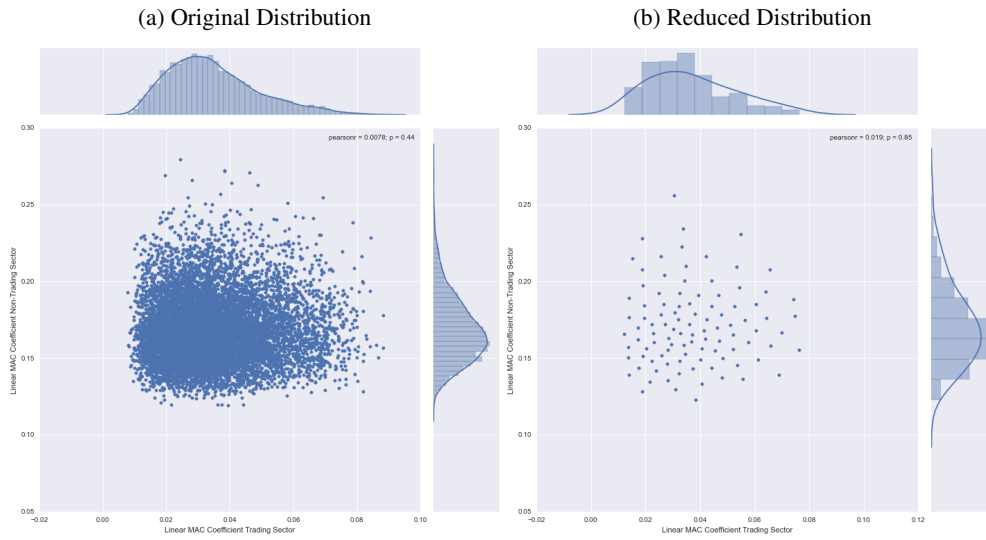 (a) Original Distribution
(b) Reduced Distribution
pearsonr = 0.0078; p = 0.44
pearsonr = 0.019; p = 0.85
0.30
0.25
0.20
0.15
0.10
0.05
Linear MAC Coefficient Non-Trading Sector
−0.02 0.00 0.02 0.04 0.06 0.08 0.10
Linear MAC Coefficient Trading Sector
0.30
0.25
0.20
0.15
0.10
0.05
Linear MAC Coefficient Non-Trading Sector
−0.02 0.00 0.02 0.04 0.06 0.08 0.10 0.12
Linear MAC Coefficient Trading Sector